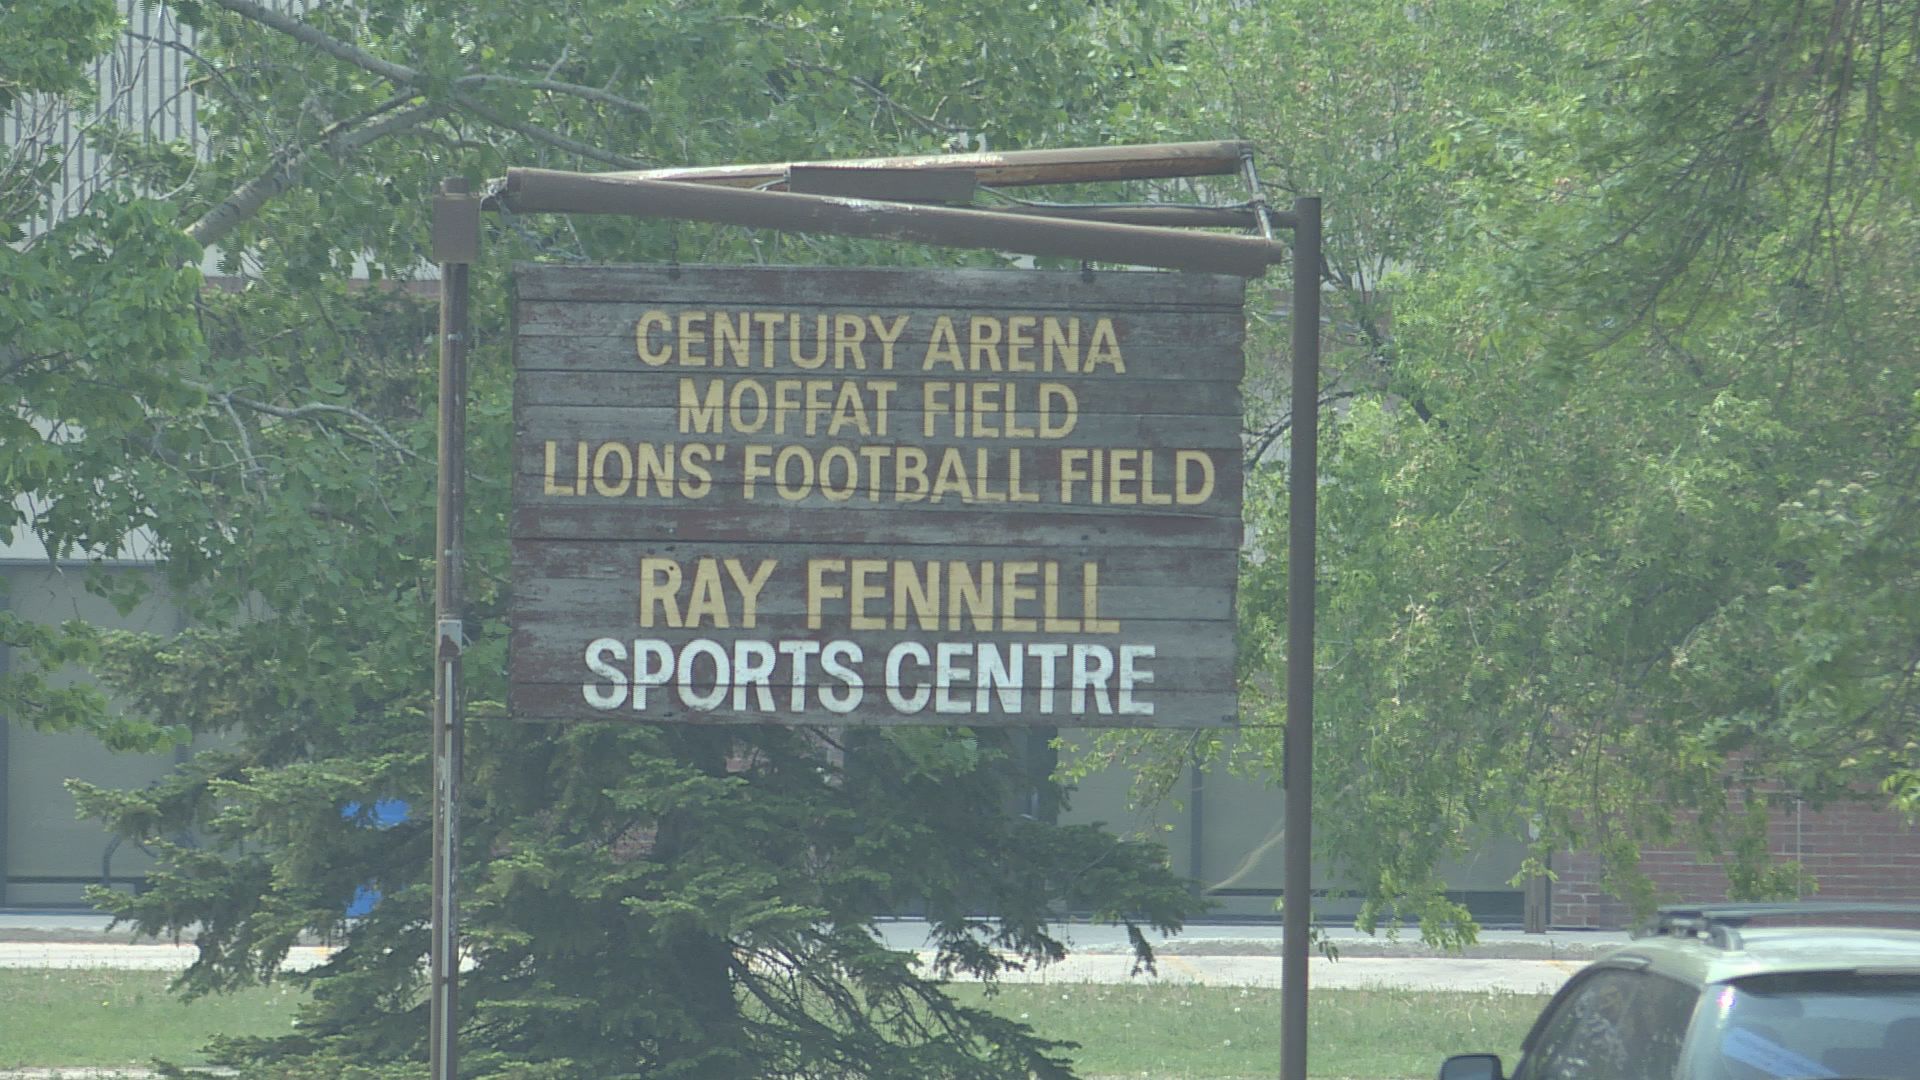 CENTURY ARENA
MOFFAT FIELD
LIONS' FOOTBALL FIELD
RAY FENNELL
SPORTS CENTRE